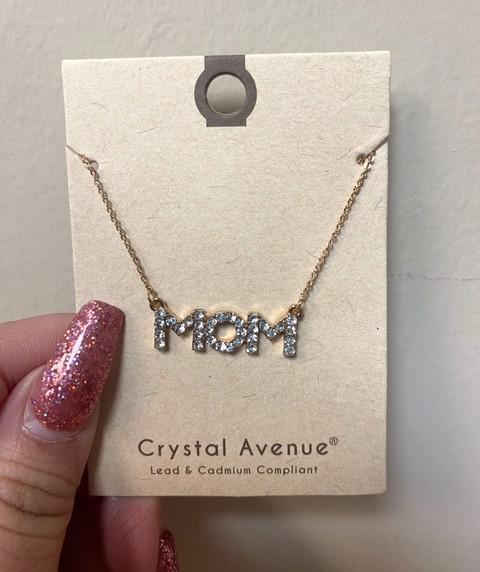 MOM
Crystal Avenue®
Lead & Cadmium Compliant